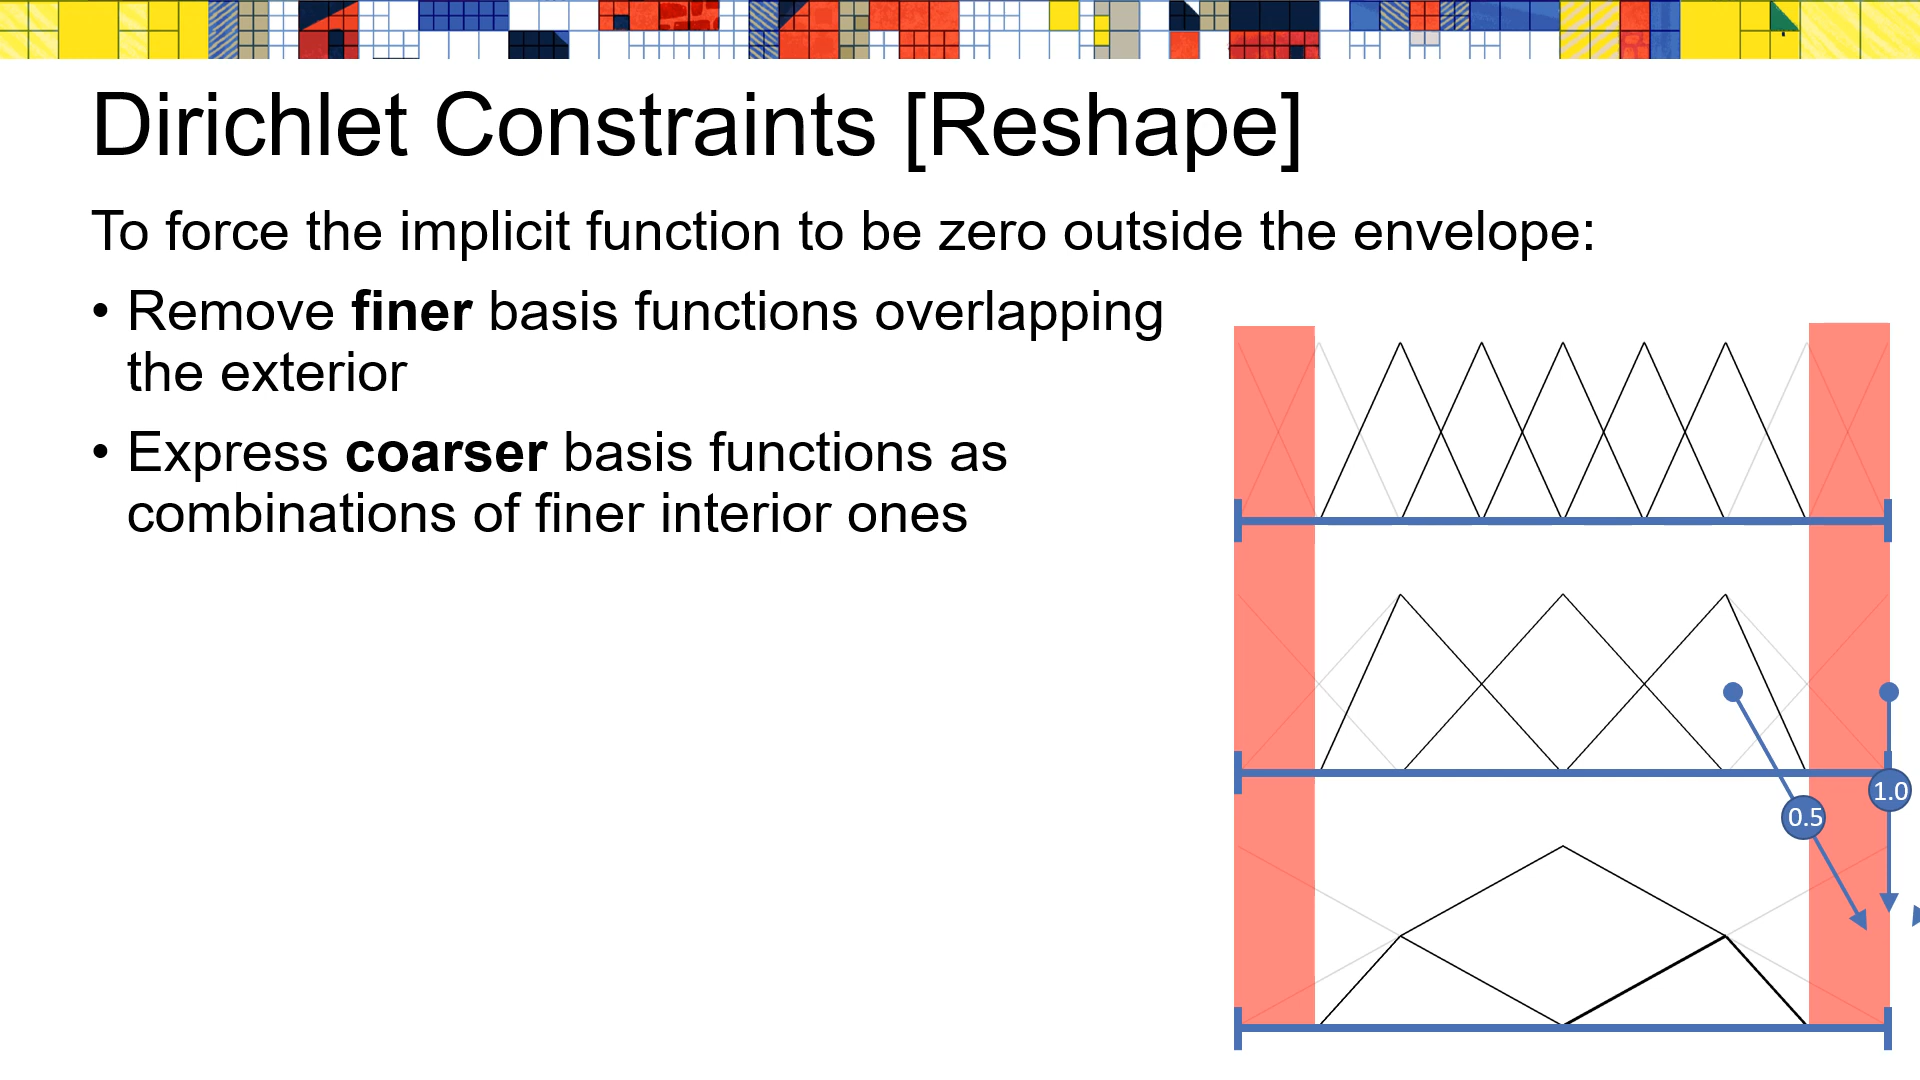 Dirichlet Constraints [Reshape]
To force the implicit function to be zero outside the envelope:
• Remove finer basis functions overlapping
the exterior
• Express coarser basis functions as
combinations of finer interior ones
1.0
0.5